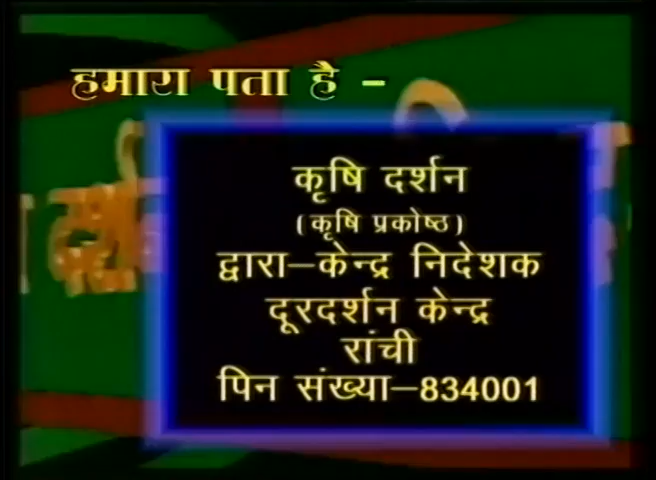 हमारा पता है -
कृषि दर्शन
(कृषि प्रकोष्ठ)
द्वारा-केन्द्र निदेशक
दूरदर्शन केन्द्र
रांची
पिन संख्या-834001